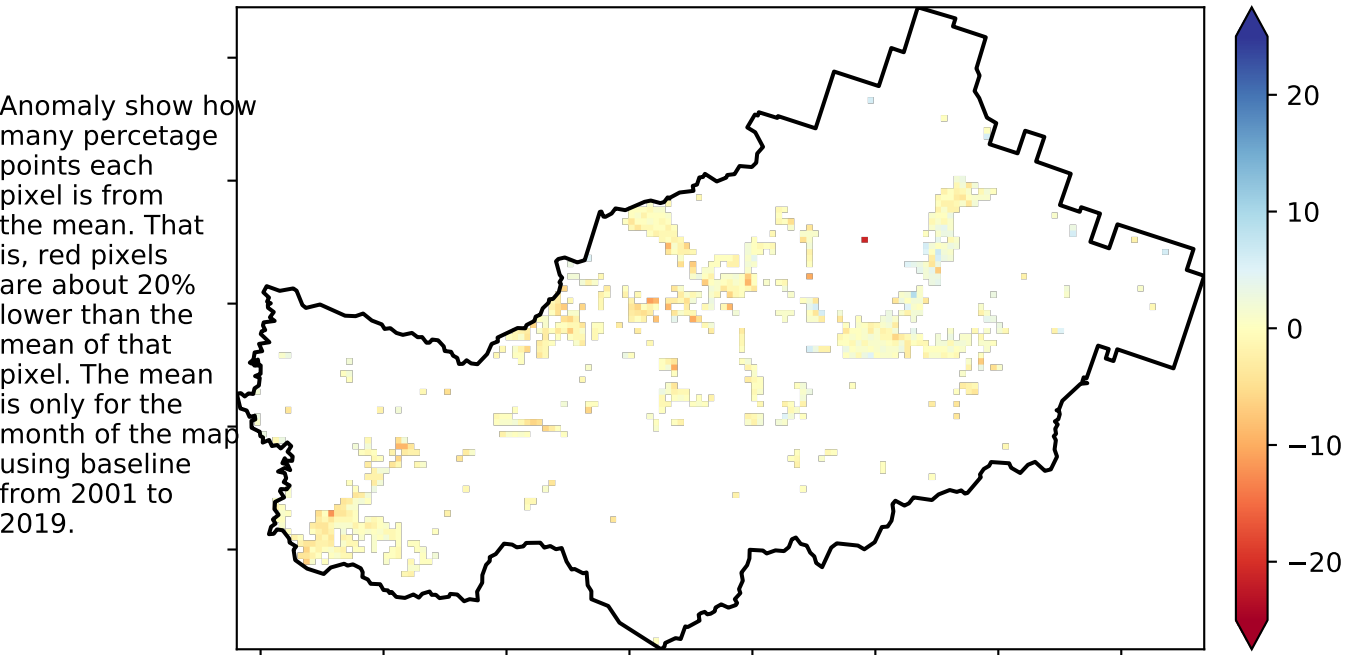 Anomaly show how
many percetage
points each
pixel is from
the mean. That
is, red pixels
are about 20%
lower than the
mean of that
pixel. The mean
is only for the
month of the map
using baseline
from 2001 to
2019.
20
10
0
−10
−20